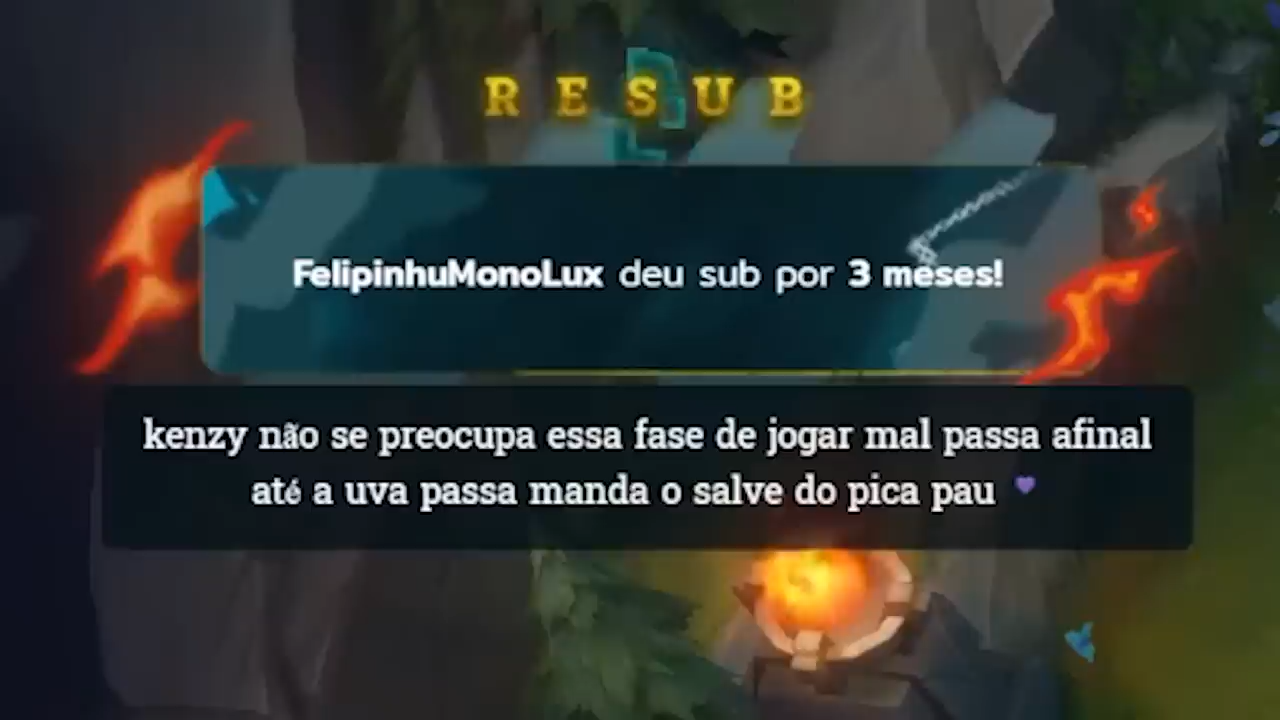 RESUB
FelipinhuMonoLux deu sub por 3 meses!
kenzy não se preocupa essa fase de jogar mal passa afinal
até a uva passa manda o salve do pica pau 💜